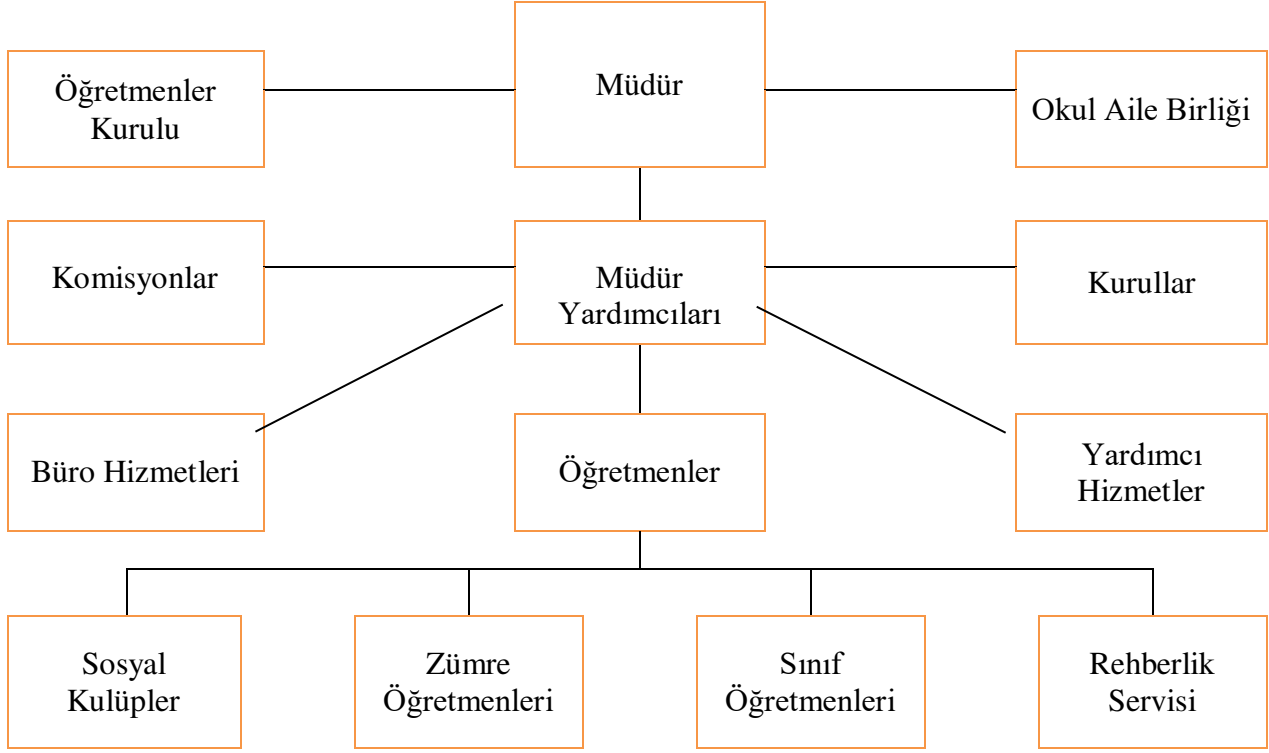 Öğretmenler
Kurulu
Müdür
Okul Aile Birliği
Komisyonlar
Müdür
Yardımcıları
Kurullar
Büro Hizmetleri
Öğretmenler
Yardımcı
Hizmetler
Sosyal
Kulüpler
Zümre
Öğretmenleri
Sınıf
Öğretmenleri
Rehberlik
Servisi